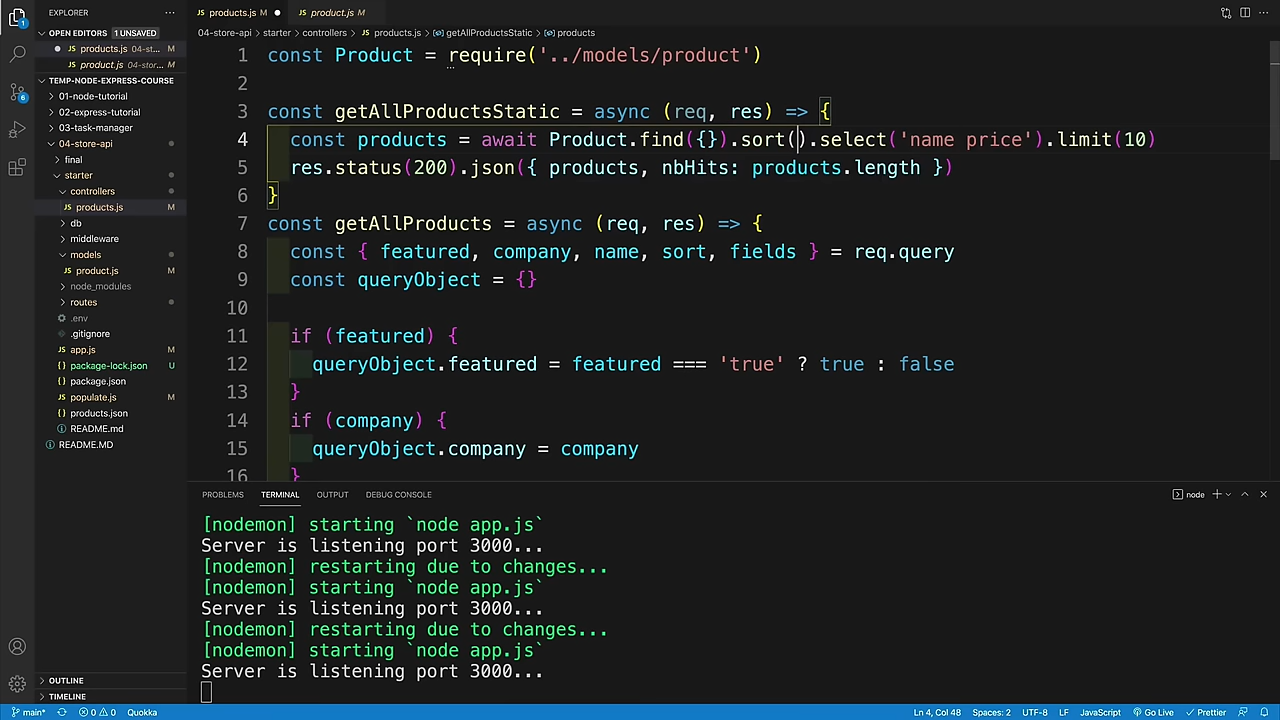 EXPLORER
OPEN EDITORS 1 UNSAVED
products.js 04-st... M
product.js 04-stor... M
TEMP-NODE-EXPRESS-COURSE
01-node-tutorial
02-express-tutorial
03-task-manager
04-store-api
final
starter
controllers
products.js M
db
middleware
models
product.js M
node_modules
routes
.env
.gitignore
app.js M
package-lock.json U
package.json
populate.js M
products.json
README.md
README.MD
OUTLINE
TIMELINE
1
6
products.js M
product.js M
04-store-api > starter > controllers > products.js > getAllProductsStatic > products
1 const Product = require('../models/product')
2
3 const getAllProductsStatic = async (req, res) => {
4 const products = await Product.find({}).sort().select('name price').limit(10)
5 res.status(200).json({ products, nbHits: products.length })
6 }
7 const getAllProducts = async (req, res) => {
8 const { featured, company, name, sort, fields } = req.query
9 const queryObject = {}
10
11 if (featured) {
12 queryObject.featured = featured === 'true' ? true : false
13 }
14 if (company) {
15 queryObject.company = company
16 }
PROBLEMS TERMINAL OUTPUT DEBUG CONSOLE node
[nodemon] starting `node app.js`
Server is listening port 3000...
[nodemon] restarting due to changes...
[nodemon] starting `node app.js`
Server is listening port 3000...
[nodemon] restarting due to changes...
[nodemon] starting `node app.js`
Server is listening port 3000...
main* 0 0 Quokka Ln 4, Col 48 Spaces: 2 UTF-8 LF JavaScript Go Live Prettier